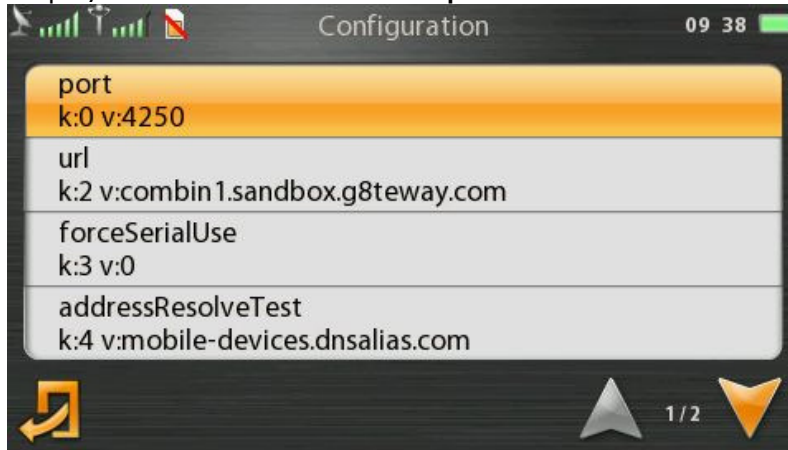 Configuration
09 38
port
k:0 v:4250
url
k:2 v:combin1.sandbox.g8teway.com
forceSerialUse
k:3 v:0
addressResolveTest
k:4 v:mobile-devices.dnsalias.com
1/2